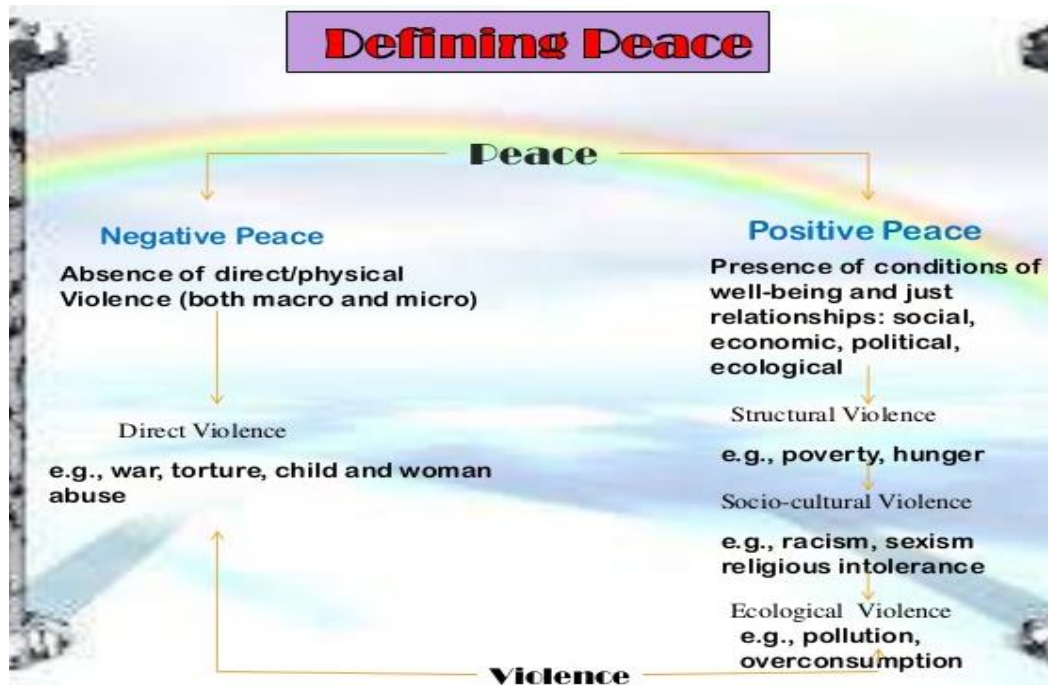 Defining Peace
Peace
Negative Peace
Absence of direct/physical
Violence (both macro and micro)
Direct Violence
e.g., war, torture, child and woman
abuse
Positive Peace
Presence of conditions of
well-being and just
relationships: social,
economic, political,
ecological
Structural Violence
e.g., poverty, hunger
Socio-cultural Violence
e.g., racism, sexism
religious intolerance
Ecological Violence
e.g., pollution,
overconsumption
Violence